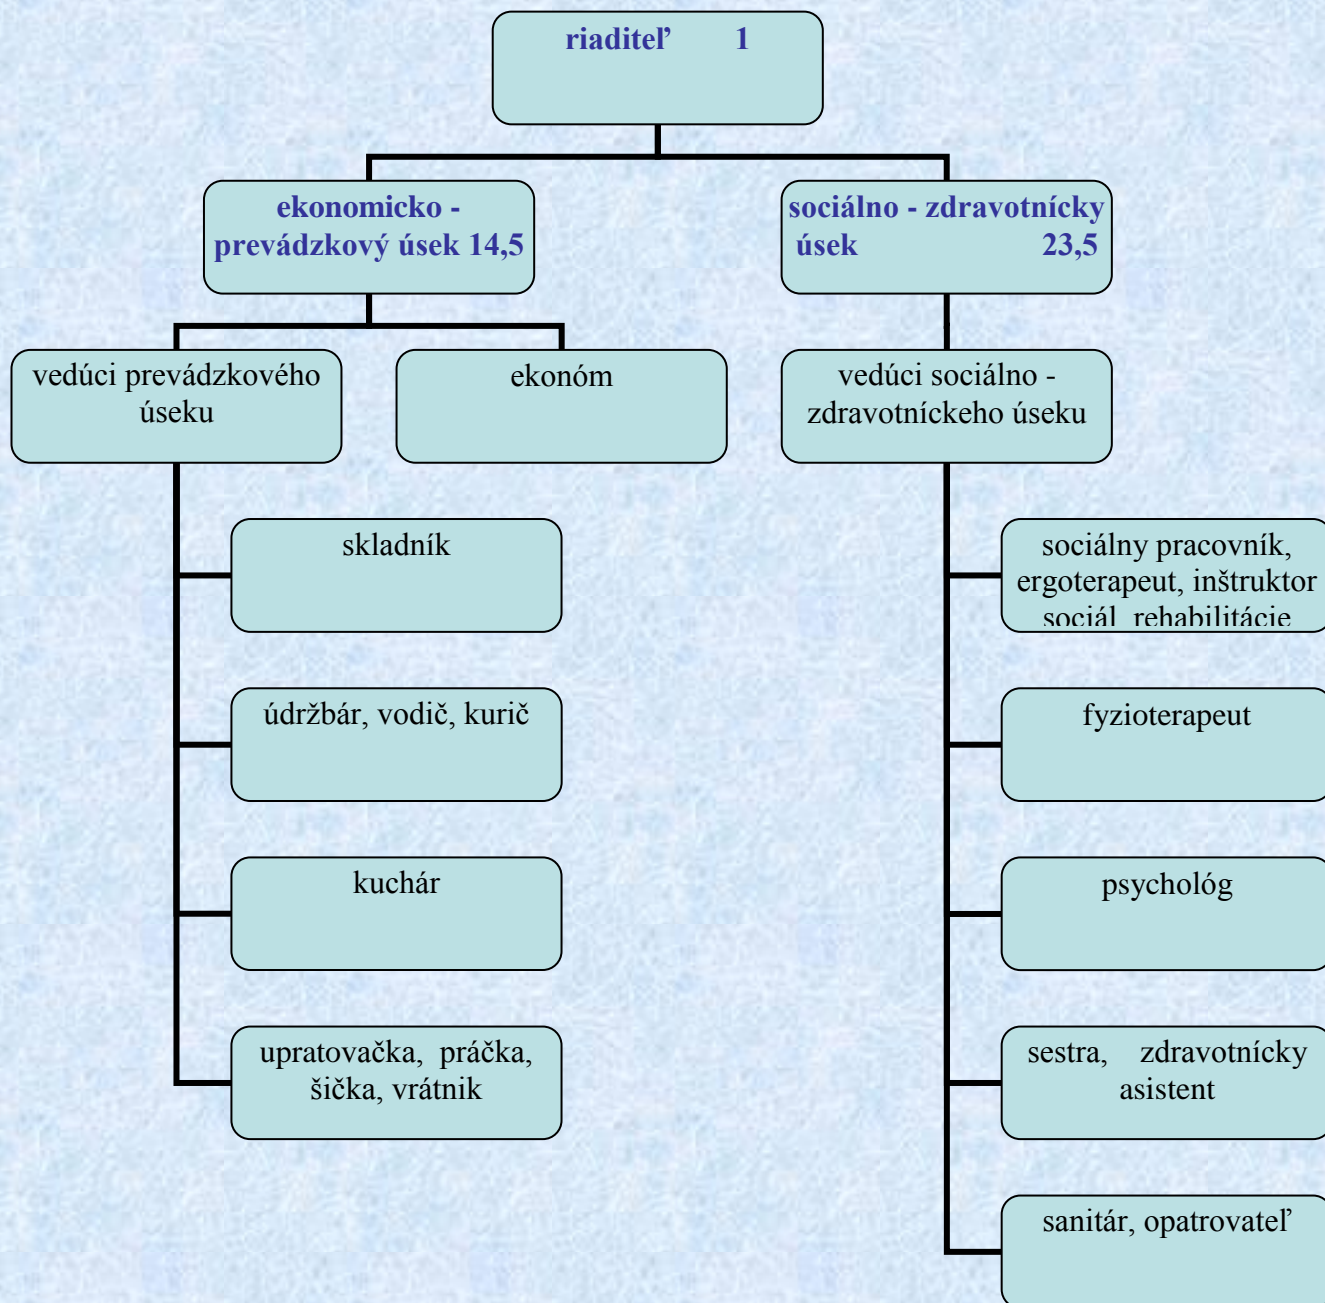 riaditeľ 1
ekonomicko -
prevádzkový úsek 14,5
sociálno - zdravotnícky
úsek 23,5
vedúci prevádzkového
úseku
ekonóm
vedúci sociálno -
zdravotníckeho úseku
skladník
údržbár, vodič, kurič
kuchár
upratovačka, práčka,
šička, vrátnik
sociálny pracovník,
ergoterapeut, inštruktor
sociál rehabilitácie
fyzioterapeut
psychológ
sestra, zdravotnícky
asistent
sanitár, opatrovateľ